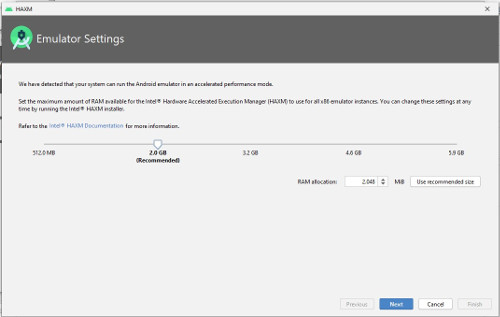 HAXM
Emulator Settings
We have detected that your system can run the Android emulator in an accelerated performance mode.
Set the maximum amount of RAM available for the Intel® Hardware Accelerated Execution Manager (HAXM) to use for all x86 emulator instances. You can change these settings at any
time by running the Intel® HAXM installer.
Refer to the Intel® HAXM Documentation for more information.
512.0 MB 2.0 GB 3.2 GB 4.6 GB 5.9 GB
(Recommended)
RAM allocation: 2.048 MiB Use recommended size
Previous Next Cancel Finish